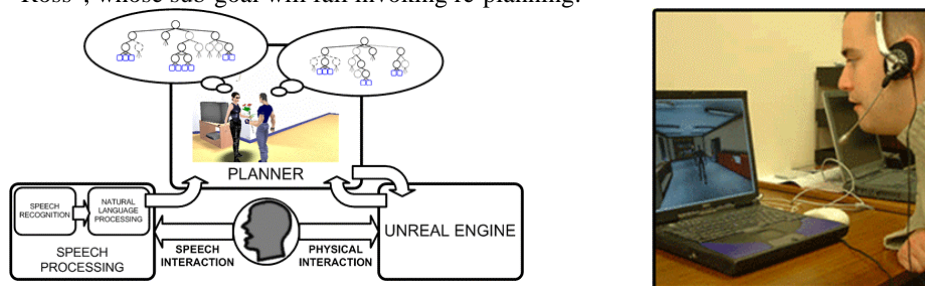 "Ross", whose sub-goal will fail invoking re-planning.
PLANNER
SPEECH
RECOGNITION
NATURAL
LANGUAGE
PROCESSING
SPEECH
PROCESSING
SPEECH
INTERACTION
PHYSICAL
INTERACTION
UNREAL ENGINE